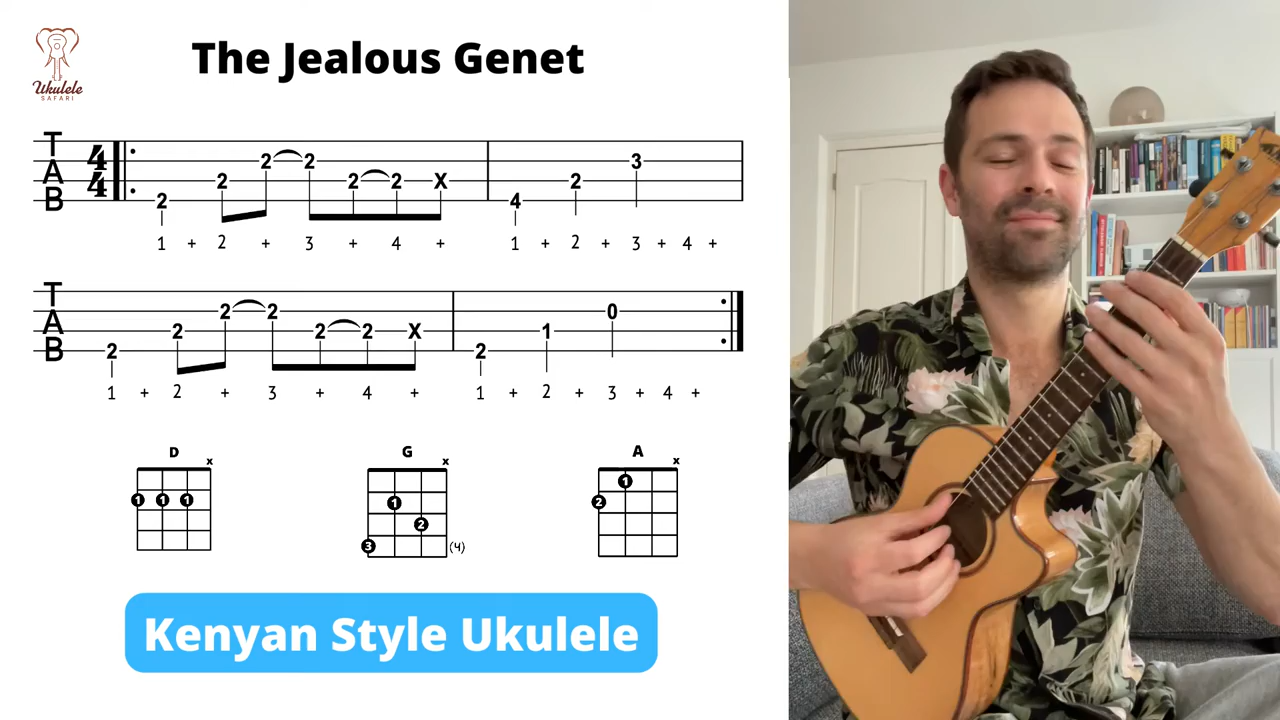 Ukulele
SAFARI
The Jealous Genet
T A B 4/4 2 2 2 2 2 2 X 4 2 3
1 + 2 + 3 + 4 + 1 + 2 + 3 + 4 +
T A B 2 2 2 2 2 2 X 2 1 0
1 + 2 + 3 + 4 + 1 + 2 + 3 + 4 +
D x G x A x
1 1 1 1 2 3 (4) 1 2
Kenyan Style Ukulele